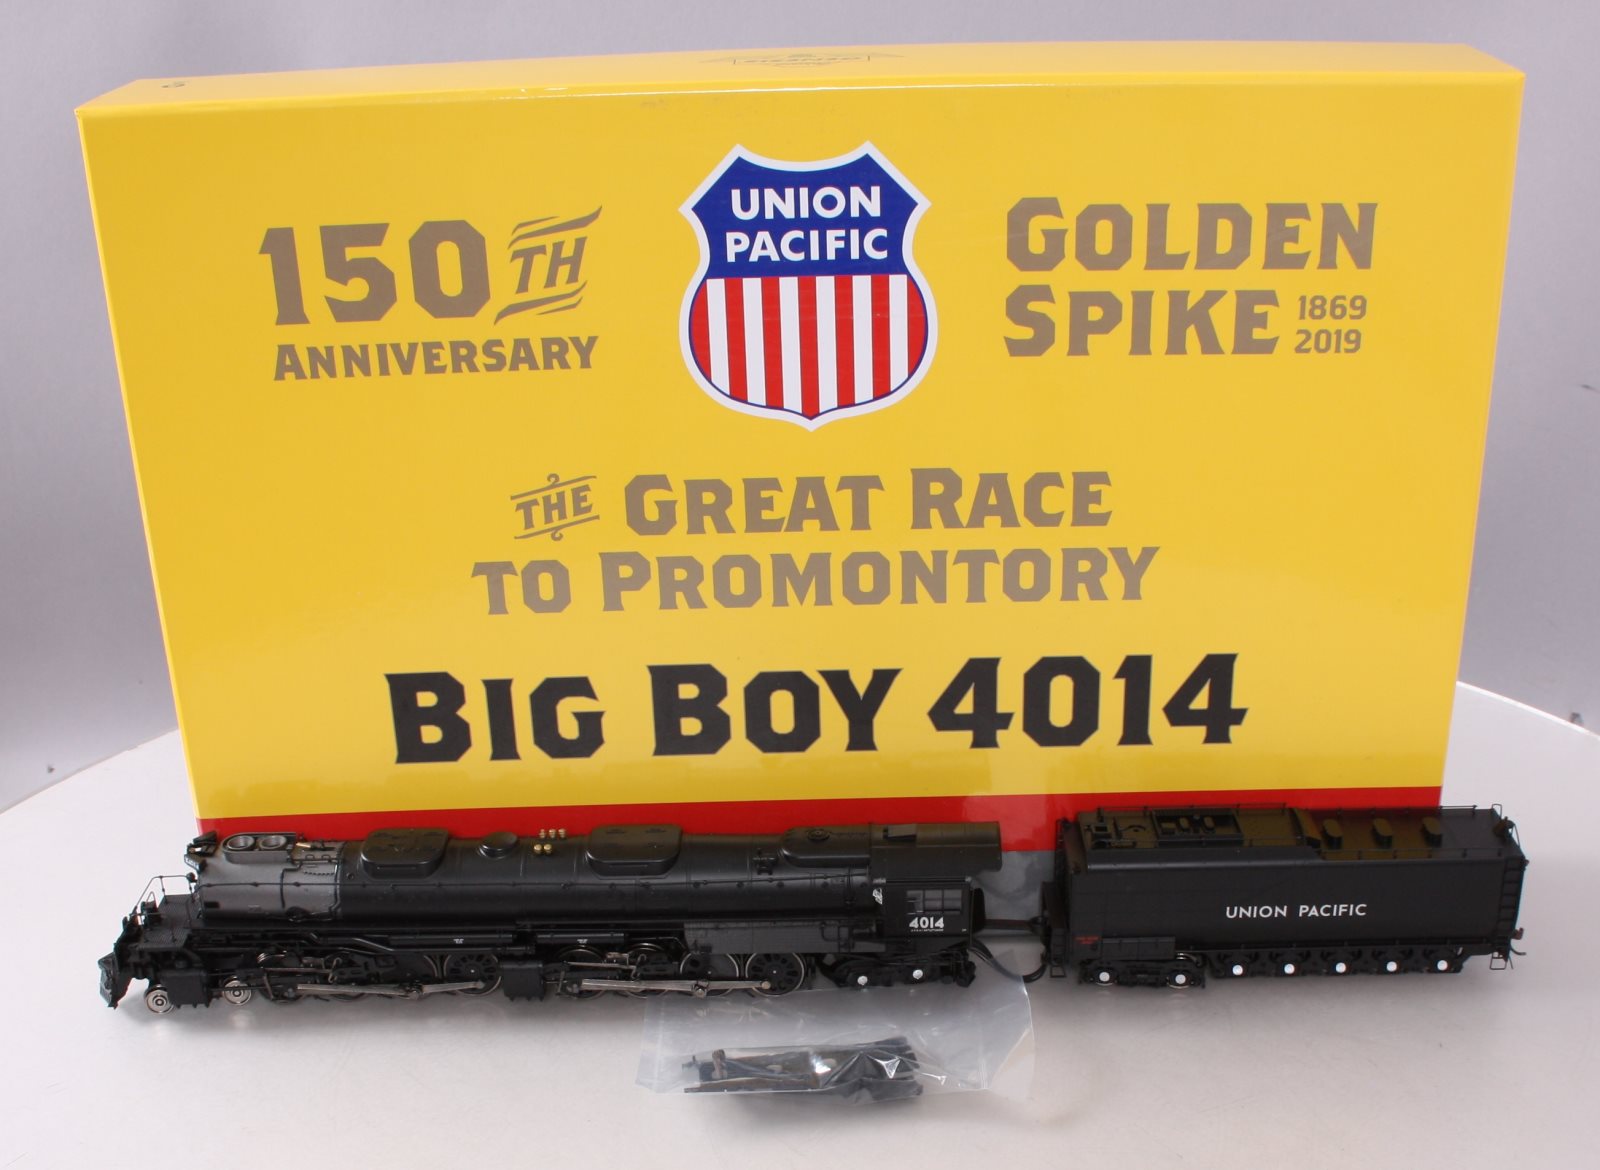 150TH
ANNIVERSARY
UNION
PACIFIC
GOLDEN
SPIKE 1869
2019
THE GREAT RACE
TO PROMONTORY
BIG BOY 4014
4014
UNION PACIFIC